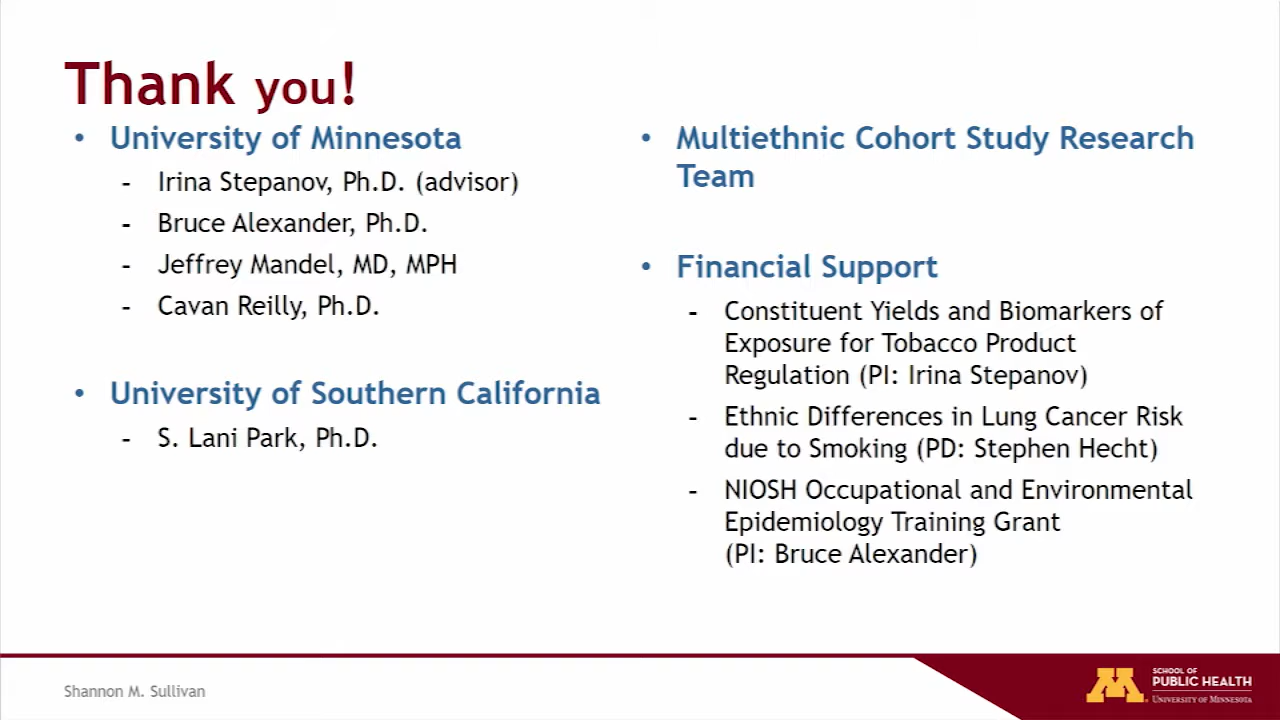 Thank you!
• University of Minnesota
- Irina Stepanov, Ph.D. (advisor)
- Bruce Alexander, Ph.D.
- Jeffrey Mandel, MD, MPH
- Cavan Reilly, Ph.D.
• University of Southern California
- S. Lani Park, Ph.D.
• Multiethnic Cohort Study Research
Team
• Financial Support
- Constituent Yields and Biomarkers of
Exposure for Tobacco Product
Regulation (PI: Irina Stepanov)
- Ethnic Differences in Lung Cancer Risk
due to Smoking (PD: Stephen Hecht)
- NIOSH Occupational and Environmental
Epidemiology Training Grant
(PI: Bruce Alexander)
Shannon M. Sullivan
M
SCHOOL OF
PUBLIC HEALTH
UNIVERSITY OF MINNESOTA